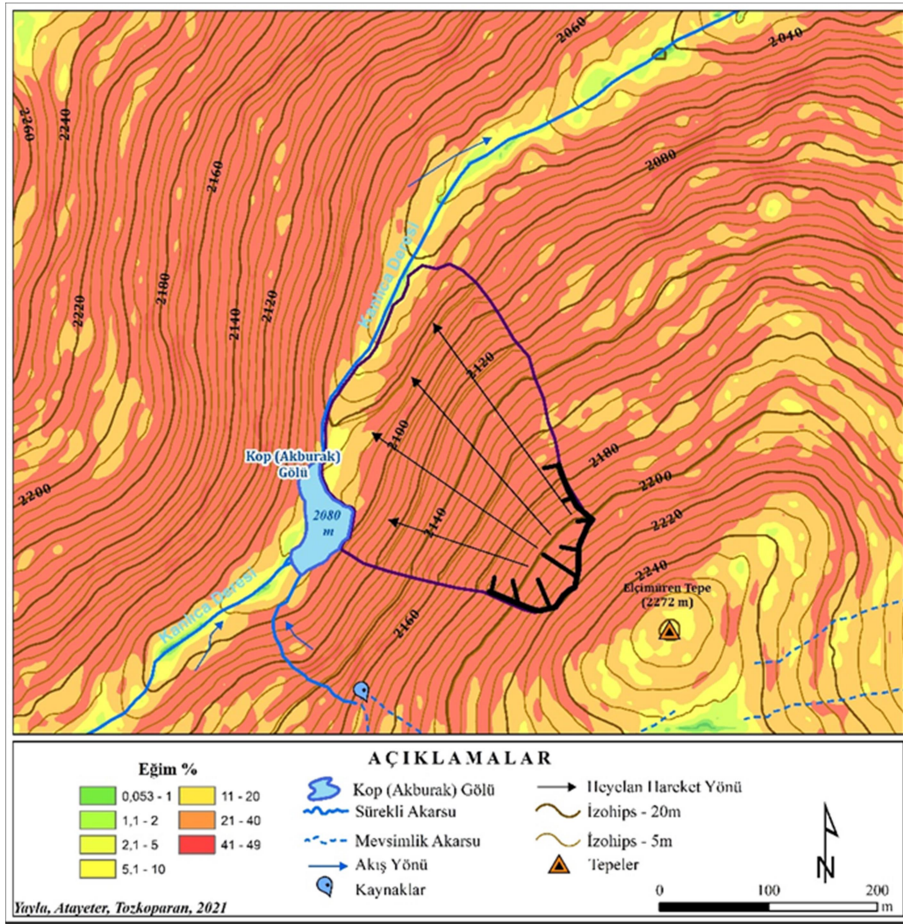 2060
2040
2260
2240
2160
2080
Kanlıca Deresi
2220
2180
2140
2120
2120
2100
Kop (Akburak)
Gölü
2180
2200
2080
m
2140
2200
2220
2240
Elçimüren Tepe
(2272 m)
Kanlıca Deresi
2160
AÇIKLAMALAR
Eğim %
0,053 - 1
1,1 - 2
2,1 - 5
5,1 - 10
11 - 20
21 - 40
41 - 49
Kop (Akburak) Gölü
Sürekli Akarsu
Mevsimlik Akarsu
Akış Yönü
Kaynaklar
Heyelan Hareket Yönü
İzohips - 20m
İzohips - 5m
Tepeler
N
0 100 200
m
Yayla, Atayeter, Tozkoparan, 2021